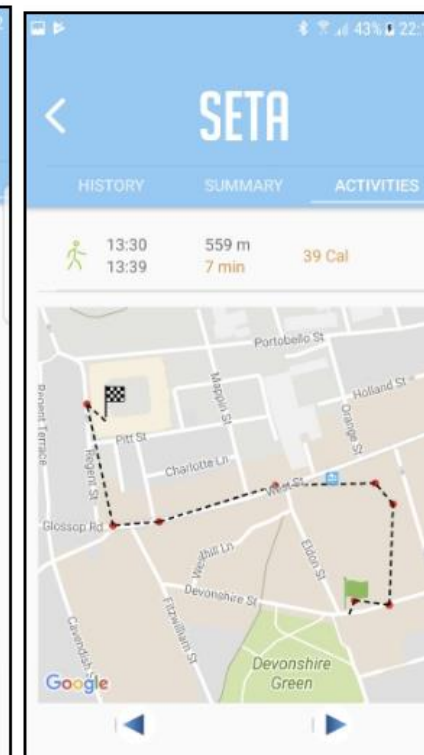 43% 22:
SETA
HISTORY SUMMARY ACTIVITIES
13:30 559 m 39 Cal
13:39 7 min
Portobello St
Holland St
Regent Terrace
Mappin St
Orange St
Pitt St
Regent St
Charlotte Ln
West St
Glossop Rd
Westhill Ln
Eldon St
Devonshire St
Fitzwilliam St
Cavendish St
Devonshire
Green
Google